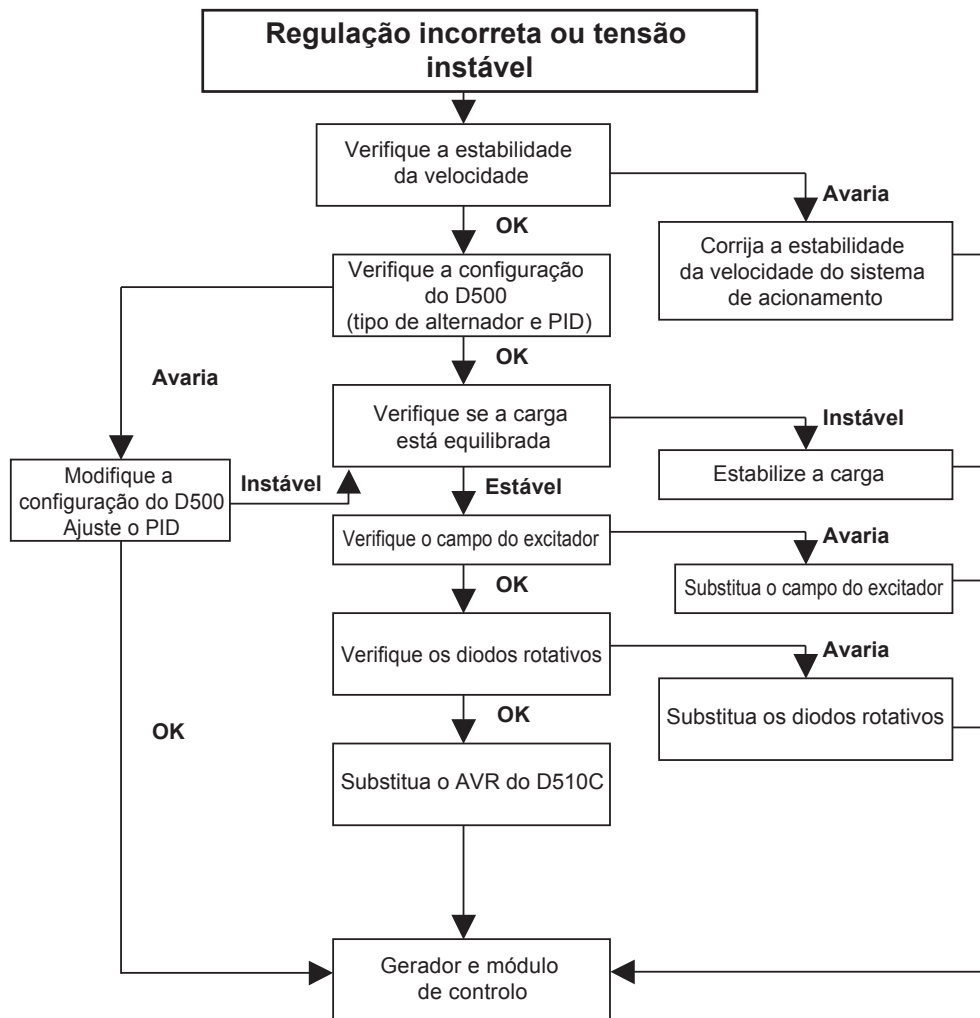 Regulação incorreta ou tensão
instável
Verifique a estabilidade
da velocidade
Avaria
OK
Corrija a estabilidade
da velocidade do sistema
de acionamento
Verifique a configuração
do D500
(tipo de alternador e PID)
OK
Avaria
Verifique se a carga
está equilibrada
Instável
Estabilize a carga
Modifique a
configuração do D500
Ajuste o PID
Instável
Estável
Verifique o campo do excitador
Avaria
OK
Substitua o campo do excitador
Verifique os diodos rotativos
Avaria
OK
Substitua os diodos rotativos
OK
Substitua o AVR do D510C
Gerador e módulo
de controlo